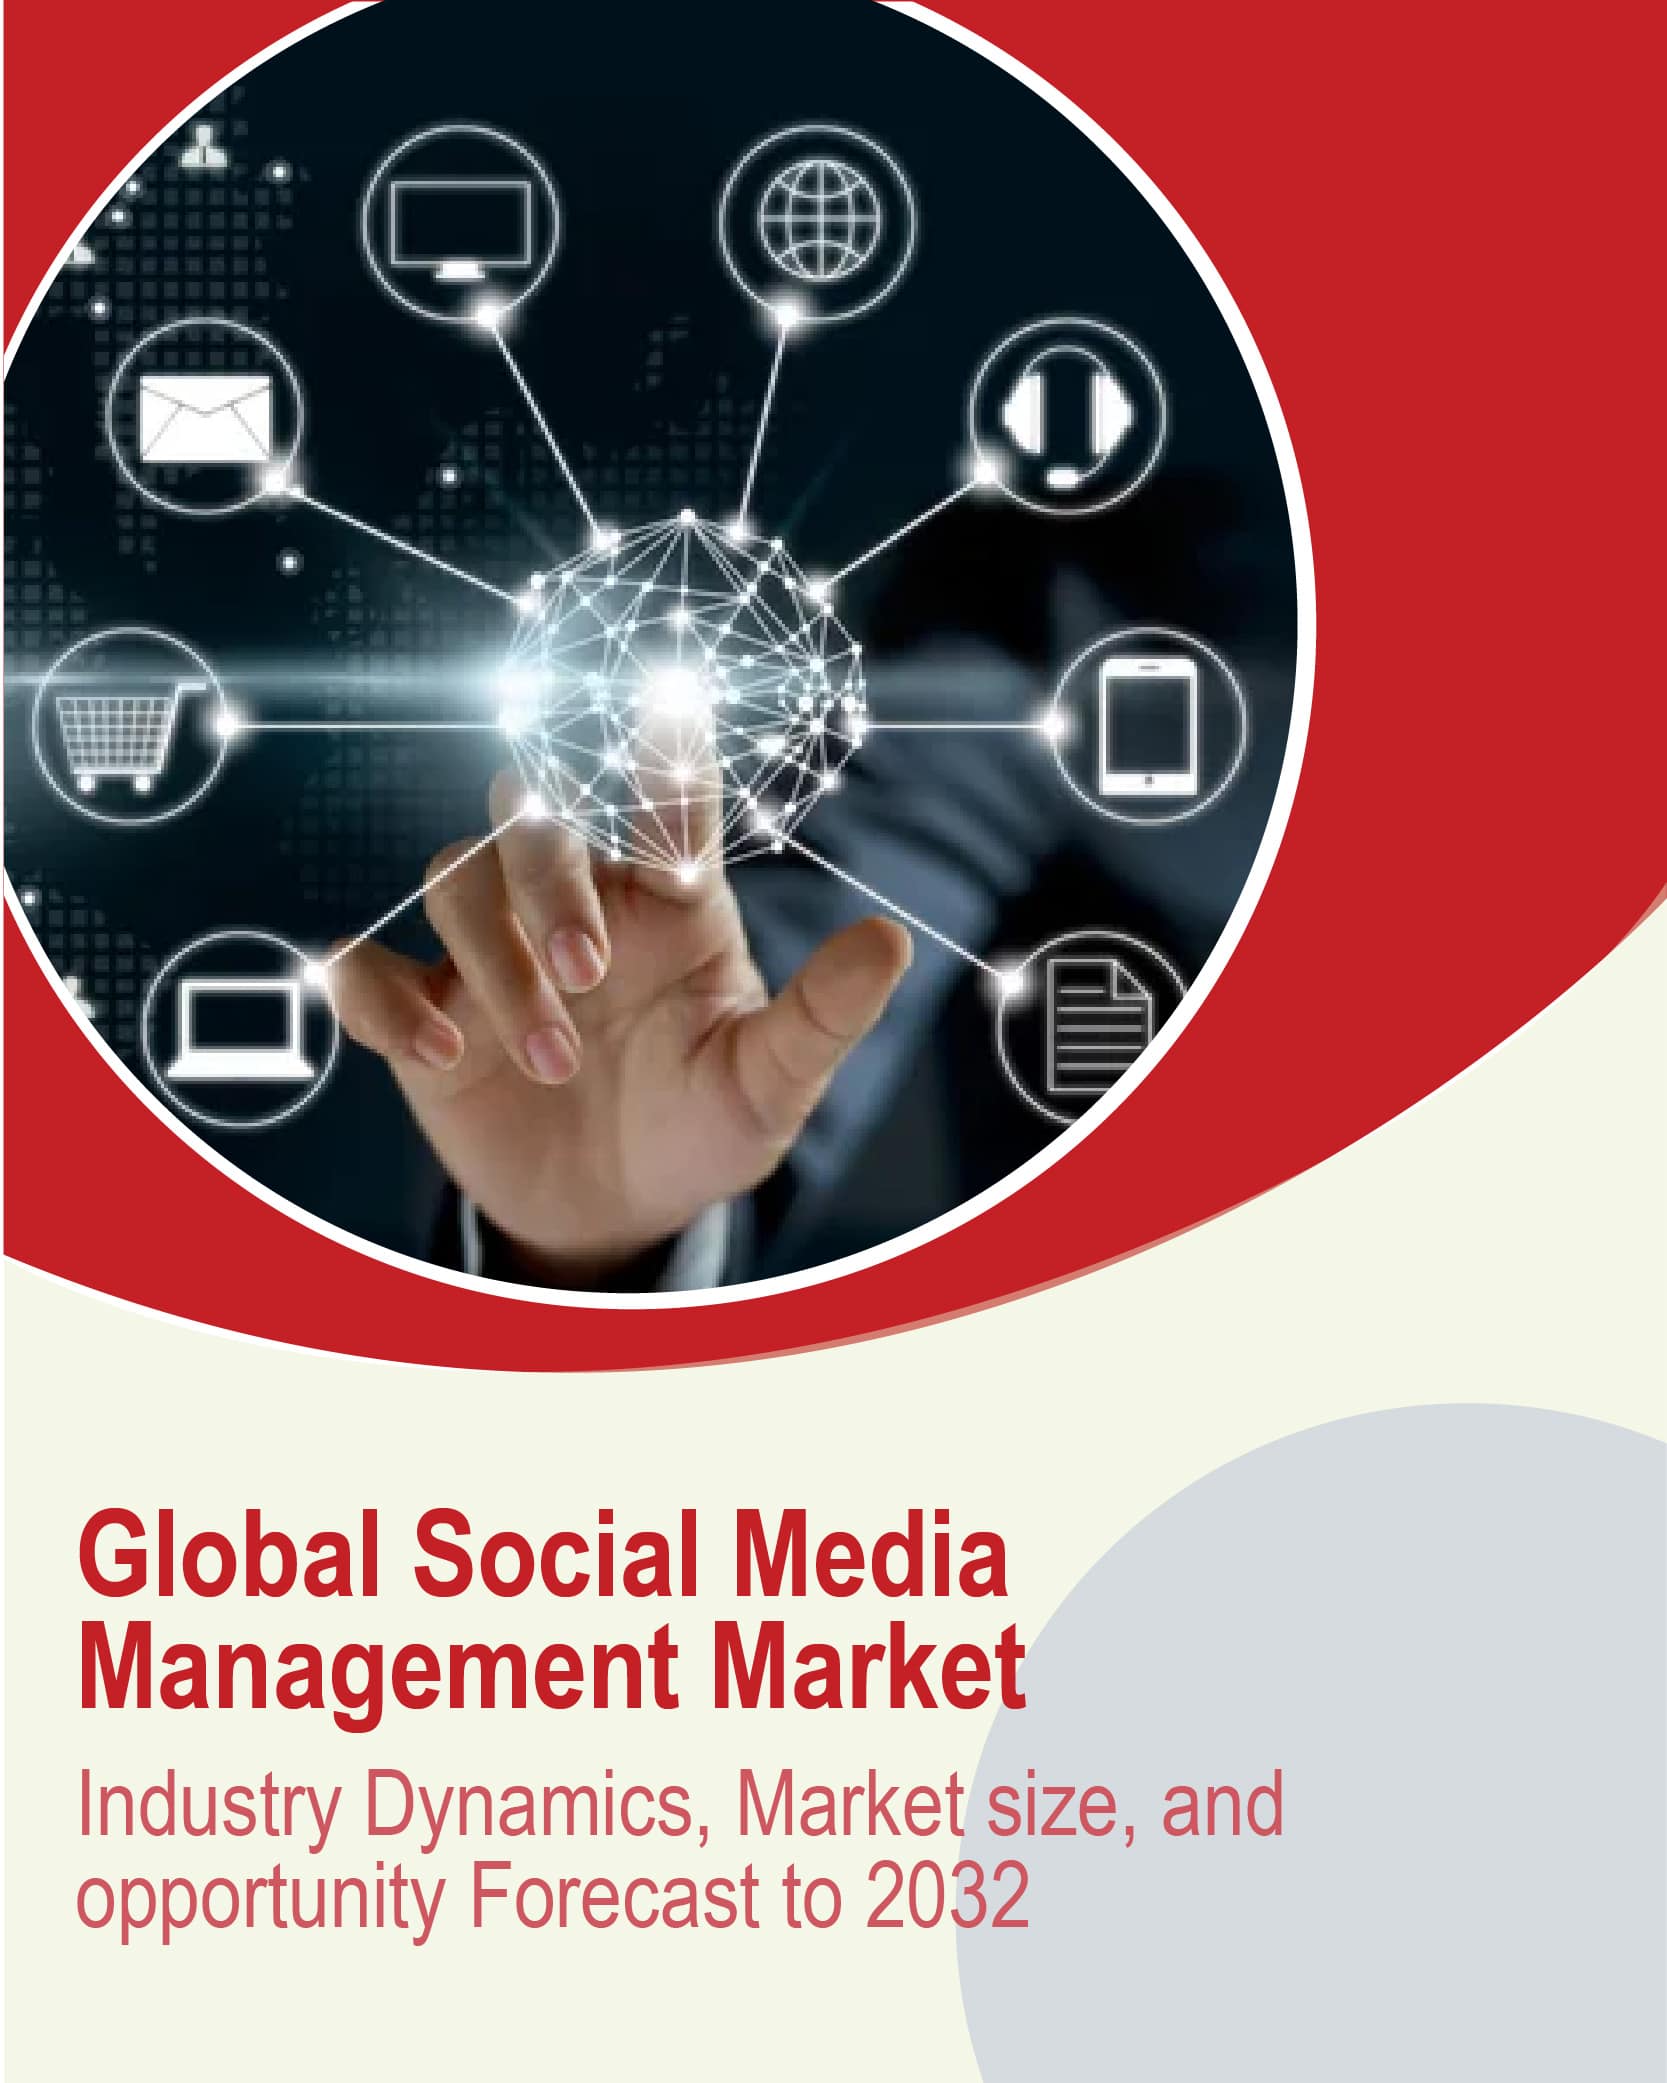 Global Social Media
Management Market
Industry Dynamics, Market size, and
opportunity Forecast to 2032